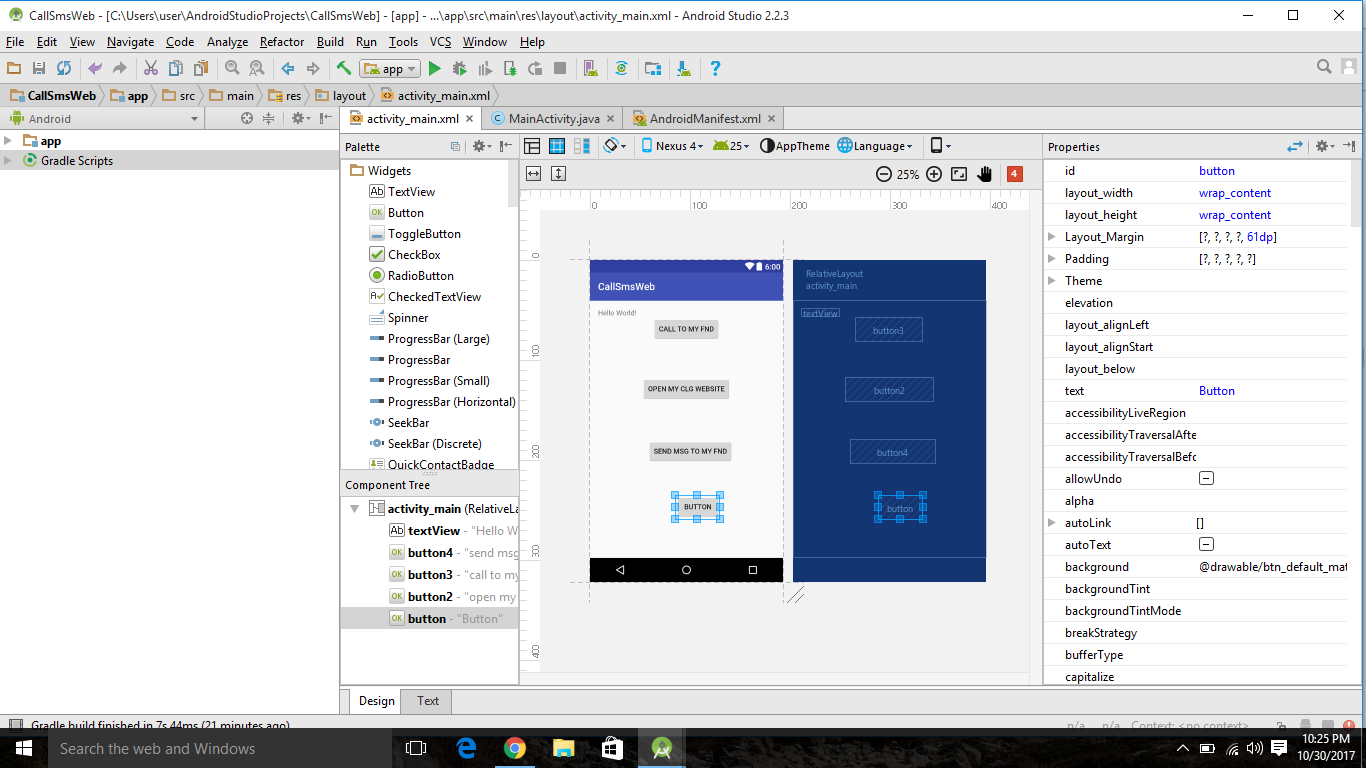 CallSmsWeb - [C:\Users\user\AndroidStudioProjects\CallSmsWeb] - [app] - ...\app\src\main\res\layout\activity_main.xml - Android Studio 2.2.3
File Edit View Navigate Code Analyze Refactor Build Run Tools VCS Window Help
app
CallSmsWeb app src main res layout activity_main.xml
Android
activity_main.xml MainActivity.java AndroidManifest.xml
app
Gradle Scripts
Palette
Widgets
Ab TextView
OK Button
ToggleButton
CheckBox
RadioButton
CheckedTextView
Spinner
ProgressBar (Large)
ProgressBar
ProgressBar (Small)
ProgressBar (Horizontal)
SeekBar
SeekBar (Discrete)
QuickContactBadge
Component Tree
activity_main (RelativeLa
Ab textView - "Hello W
OK button4 - "send msg
OK button3 - "call to my
OK button2 - "open my
OK button - "Button"
Nexus 4 25 AppTheme Language
25% 4
0 100 200 300 400
0
100
200
300
400
6:00
CallSmsWeb
Hello World!
CALL TO MY FND
OPEN MY CLG WEBSITE
SEND MSG TO MY FND
BUTTON
RelativeLayout
activity_main
textView
button3
button2
button4
button
Properties
id button
layout_width wrap_content
layout_height wrap_content
Layout_Margin [?, ?, ?, ?, 61dp]
Padding [?, ?, ?, ?, ?]
Theme
elevation
layout_alignLeft
layout_alignStart
layout_below
text Button
accessibilityLiveRegion
accessibilityTraversalAfte
accessibilityTraversalBefo
allowUndo
alpha
autoLink []
autoText
background @drawable/btn_default_mat
backgroundTint
backgroundTintMode
breakStrategy
bufferType
capitalize
Design Text
Gradle build finished in 7s 44ms (21 minutes ago)
n/a n/a Context: <no context>
Search the web and Windows
10:25 PM
10/30/2017